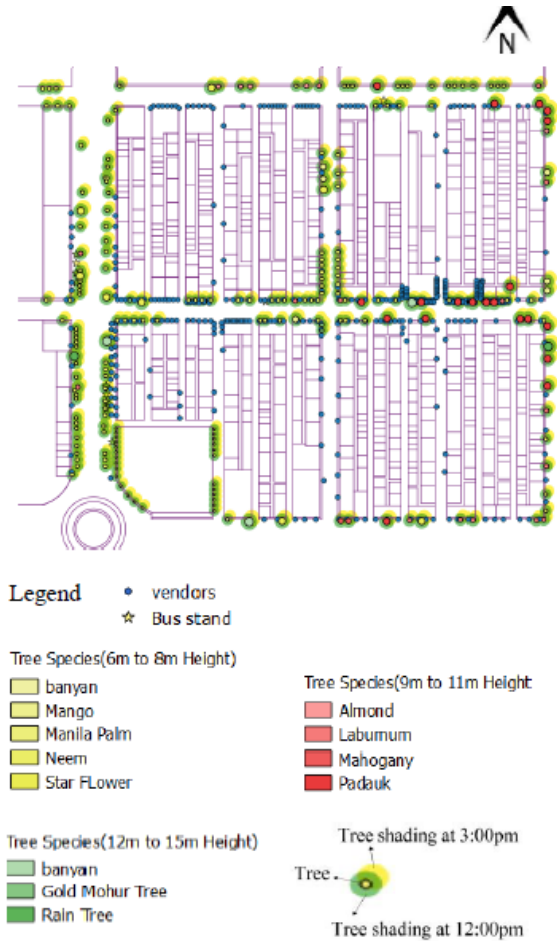 N
Legend
vendors
Bus stand
Tree Species(6m to 8m Height)
banyan
Mango
Manila Palm
Neem
Star FLower
Tree Species(9m to 11m Height
Almond
Laburnum
Mahogany
Padauk
Tree Species(12m to 15m Height)
banyan
Gold Mohur Tree
Rain Tree
Tree shading at 3:00pm
Tree
Tree shading at 12:00pm